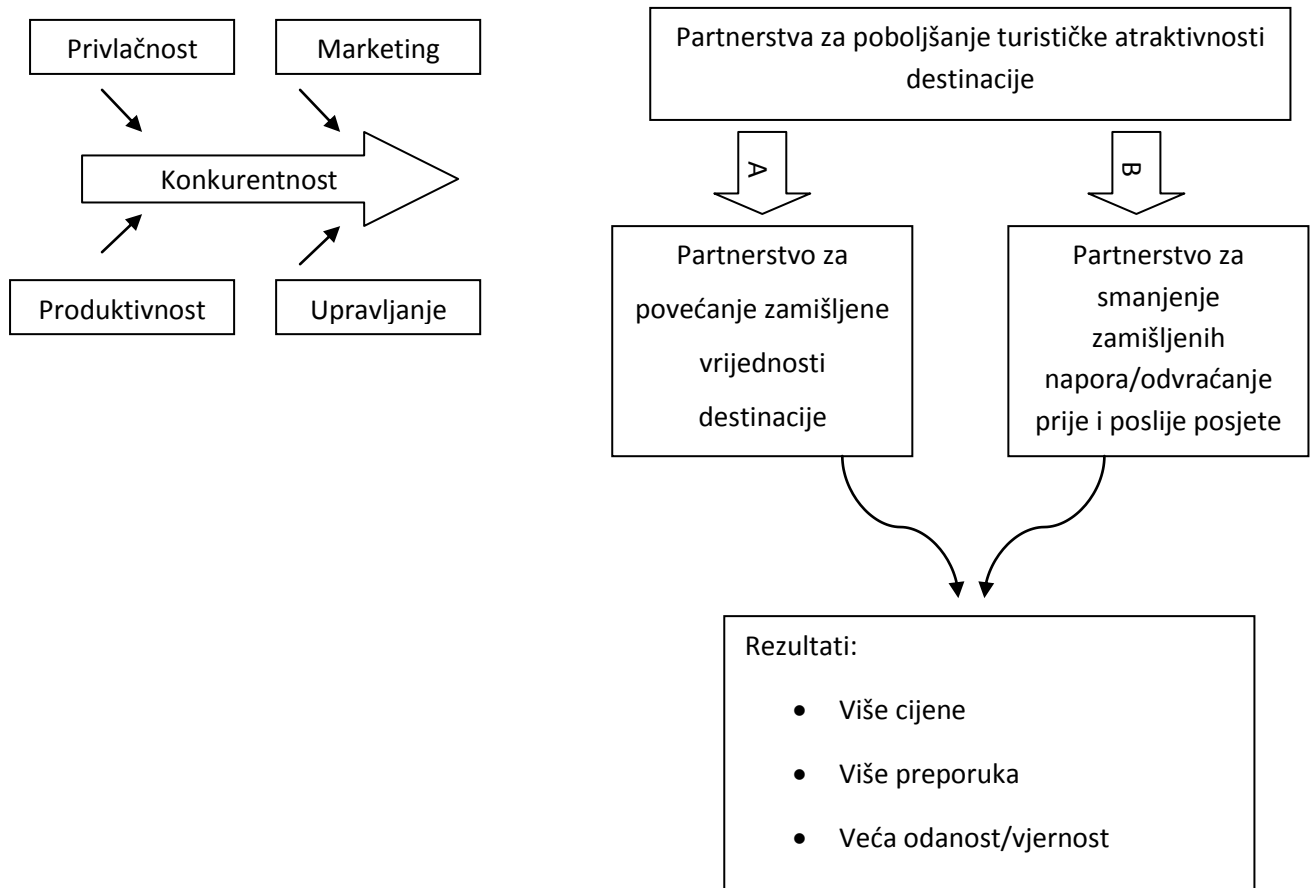 Privlačnost
Marketing
Konkurentnost
Produktivnost
Upravljanje
Partnerstva za poboljšanje turističke atraktivnosti
destinacije
A
B
Partnerstvo za
povećanje zamišljene
vrijednosti
destinacije
Partnerstvo za
smanjenje
zamišljenih
napora/odvraćanje
prije i poslije posjete
Rezultati:
• Više cijene
• Više preporuka
• Veća odanost/vjernost